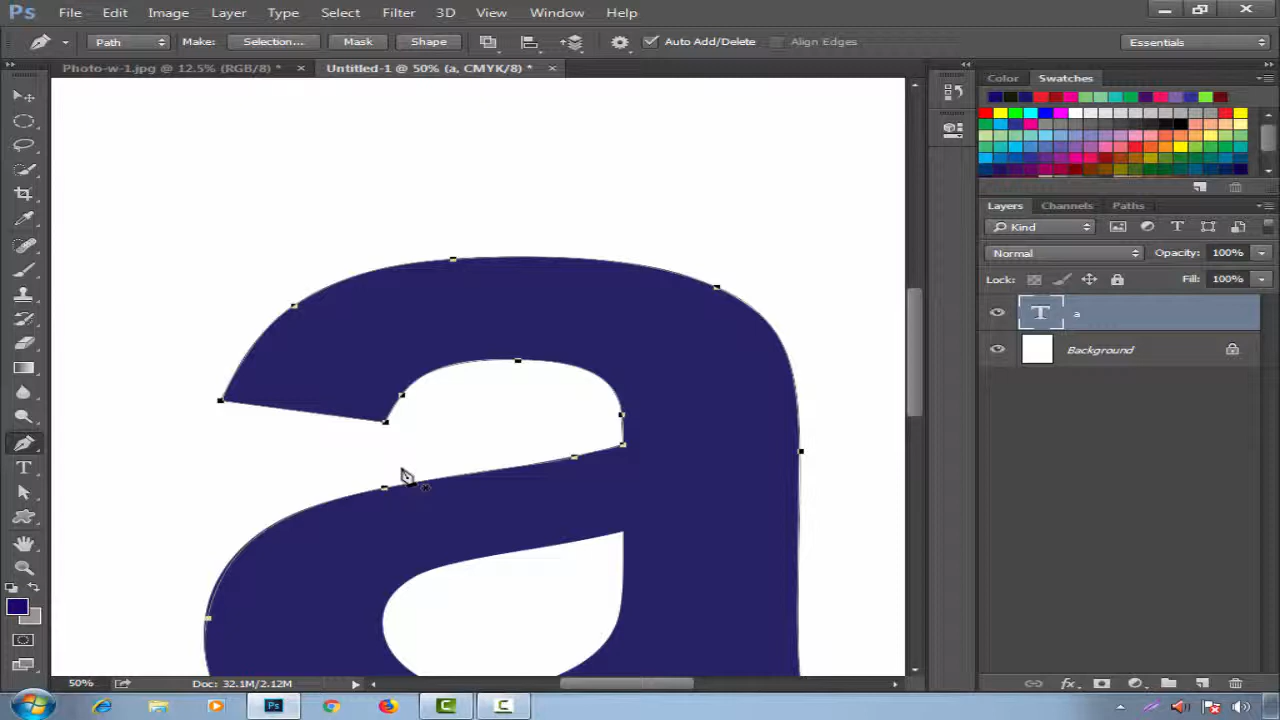 Ps File Edit Image Layer Type Select Filter 3D View Window Help
Path Make: Selection... Mask Shape Auto Add/Delete Align Edges Essentials
Photo-w-1.jpg @ 12.5% (RGB/8) * × Untitled-1 @ 50% (a, CMYK/8) * ×
Color Swatches
Layers Channels Paths
Kind
Normal Opacity: 100%
Lock: Fill: 100%
T a
Background
a
T
50% Doc: 32.1M/2.12M
Ps C C